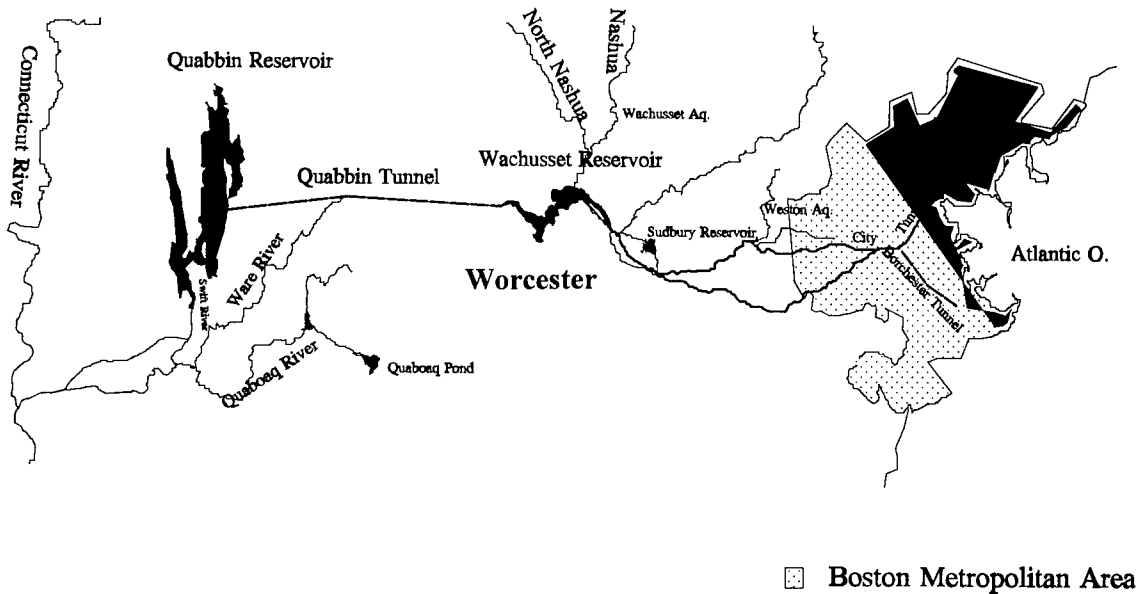 Connecticut River
Quabbin Reservoir
North Nashua
Nashua
Wachusset Aq.
Wachusset Reservoir
Quabbin Tunnel
Weston Aq.
Sudbury Reservoir
City
Tun
Atlantic O.
Ware River
Swift River
Worcester
Dorchester Tunnel
Quaboaq River
Quaboaq Pond
Boston Metropolitan Area